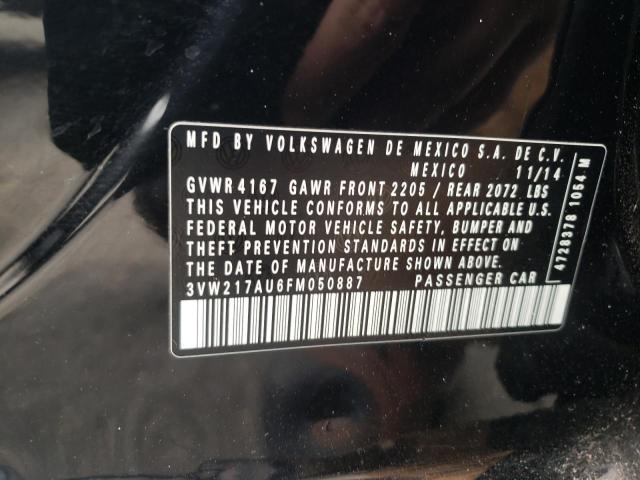 MFD BY VOLKSWAGEN DE MEXICO S.A. DE C.V.
MEXICO 11/14
GVWR 4167 GAWR FRONT 2205 / REAR 2072 LBS
THIS VEHICLE CONFORMS TO ALL APPLICABLE U.S.
FEDERAL MOTOR VEHICLE SAFETY, BUMPER AND
THEFT PREVENTION STANDARDS IN EFFECT ON
THE DATE OF MANUFACTURE SHOWN ABOVE.
3VW217AU6FM050887 PASSENGER CAR
4728378 1054 M